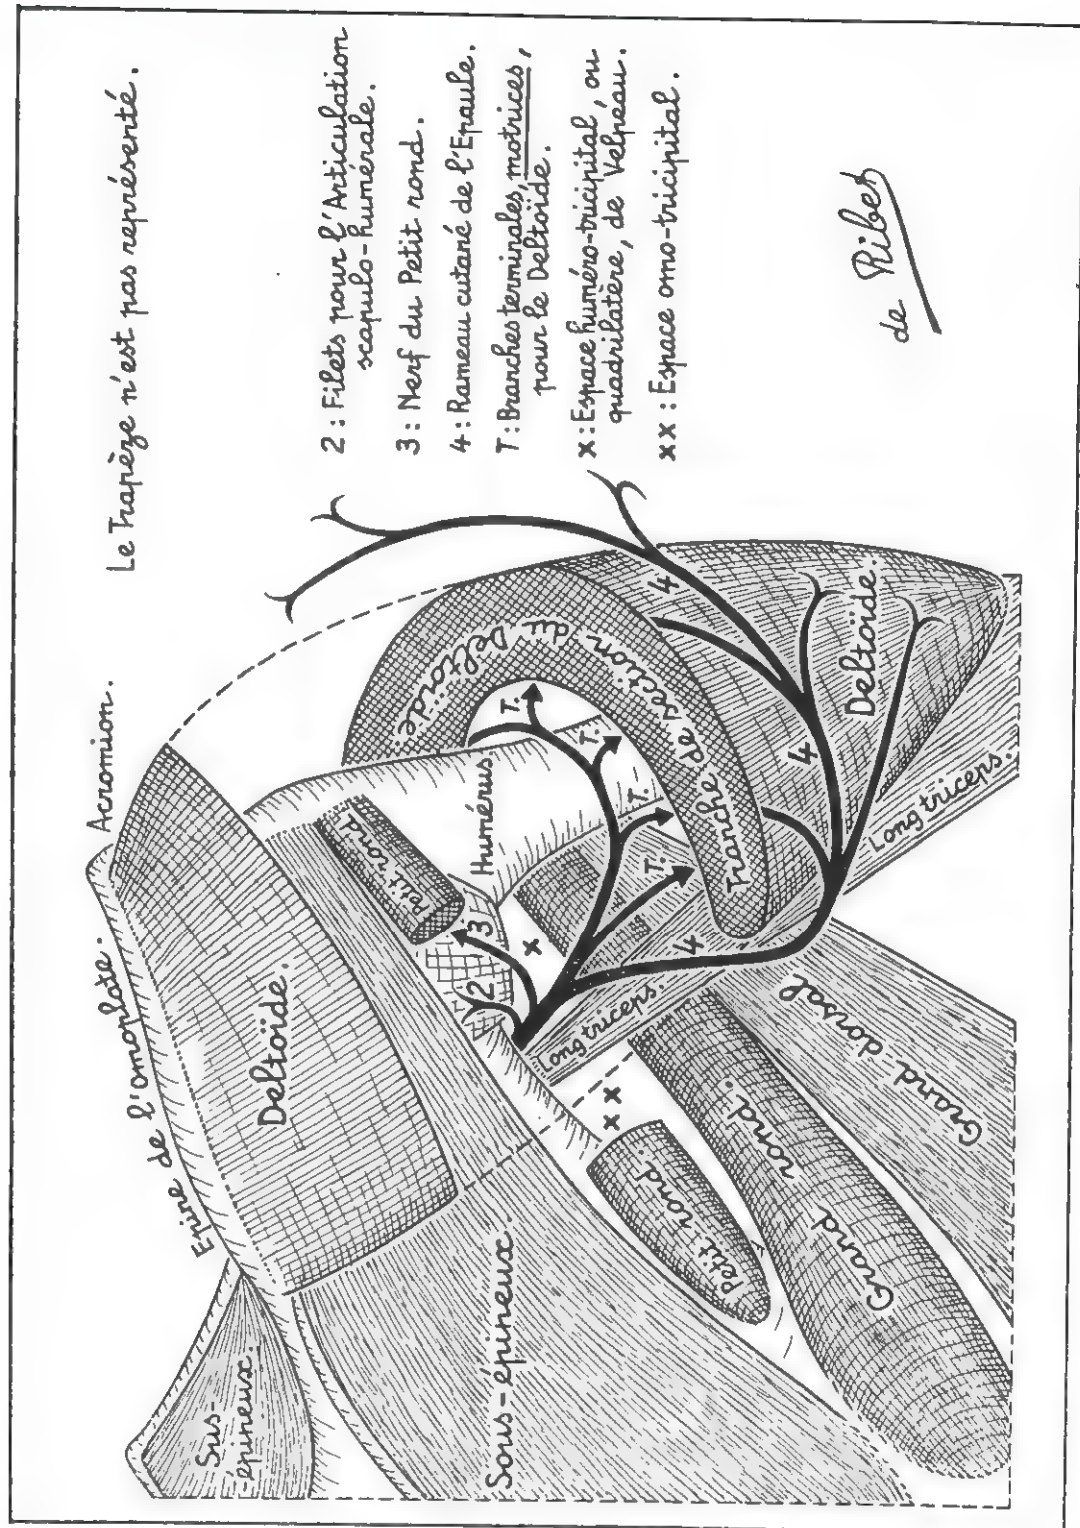 Le Trapèze n'est pas représenté.
Acromion.
Epine de l'omoplate.
Sus-
-épineux.
Deltoïde.
Sous-épineux.
Petit rond
Humérus.
2
3
x
Tranche de section du Deltoïde.
T.
T.
T.
T.
Long triceps.
x x
Petit rond.
Grand rond.
Grand dorsal
4
4
4
Deltoïde.
Long triceps.
2 : Filets pour l'Articulation
scapulo-humérale.
3 : Nerf du Petit rond.
4 : Rameau cutané de l'Epaule.
T : Branches terminales, motrices,
pour le Deltoïde.
x : Espace huméro-tricipital, ou
quadrilatère, de Velpeau.
xx : Espace omo-tricipital.
de Ribes